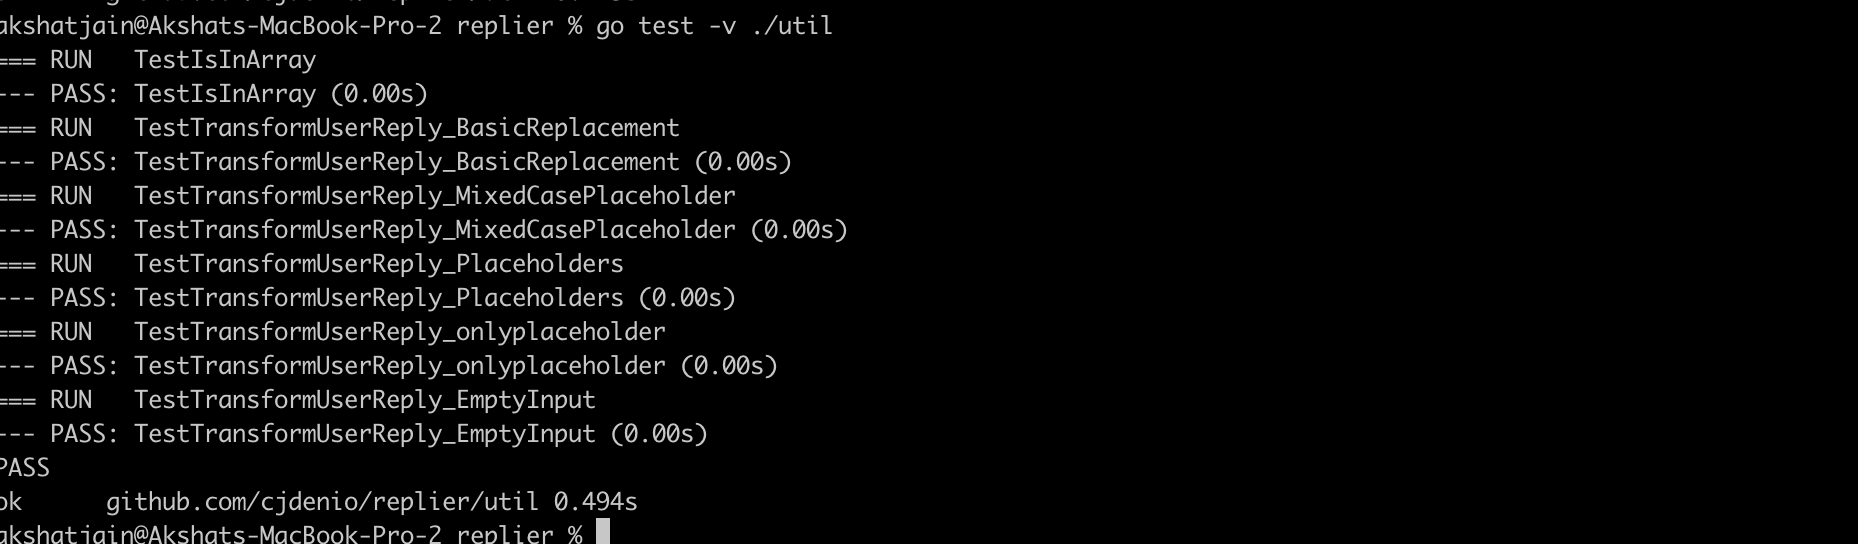 akshatjain@Akshats-MacBook-Pro-2 replier % go test -v ./util
=== RUN   TestIsInArray
--- PASS: TestIsInArray (0.00s)
=== RUN   TestTransformUserReply_BasicReplacement
--- PASS: TestTransformUserReply_BasicReplacement (0.00s)
=== RUN   TestTransformUserReply_MixedCasePlaceholder
--- PASS: TestTransformUserReply_MixedCasePlaceholder (0.00s)
=== RUN   TestTransformUserReply_Placeholders
--- PASS: TestTransformUserReply_Placeholders (0.00s)
=== RUN   TestTransformUserReply_onlyplaceholder
--- PASS: TestTransformUserReply_onlyplaceholder (0.00s)
=== RUN   TestTransformUserReply_EmptyInput
--- PASS: TestTransformUserReply_EmptyInput (0.00s)
PASS
ok      github.com/cjdenio/replier/util 0.494s
akshatjain@Akshats-MacBook-Pro-2 replier %